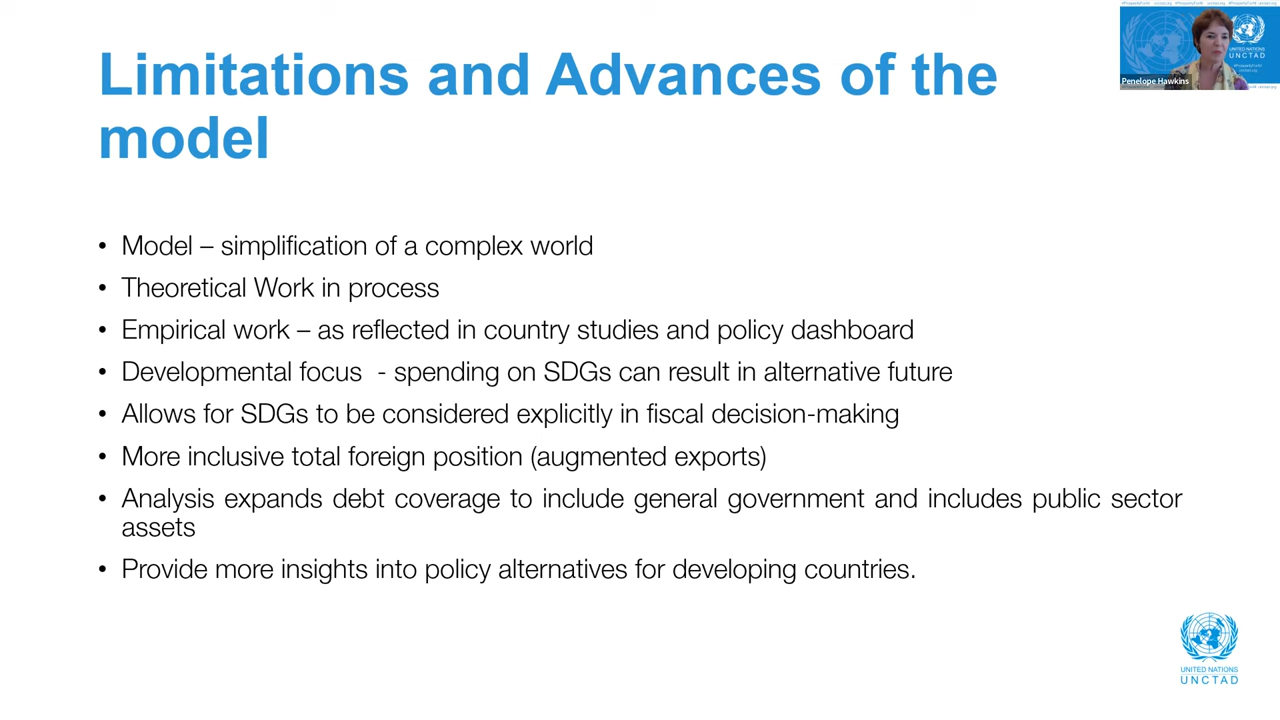 Limitations and Advances of the
model
• Model – simplification of a complex world
• Theoretical Work in process
• Empirical work – as reflected in country studies and policy dashboard
• Developmental focus - spending on SDGs can result in alternative future
• Allows for SDGs to be considered explicitly in fiscal decision-making
• More inclusive total foreign position (augmented exports)
• Analysis expands debt coverage to include general government and includes public sector
assets
• Provide more insights into policy alternatives for developing countries.
UNITED NATIONS
UNCTAD
Penelope Hawkins
UNITED NATIONS
UNCTAD